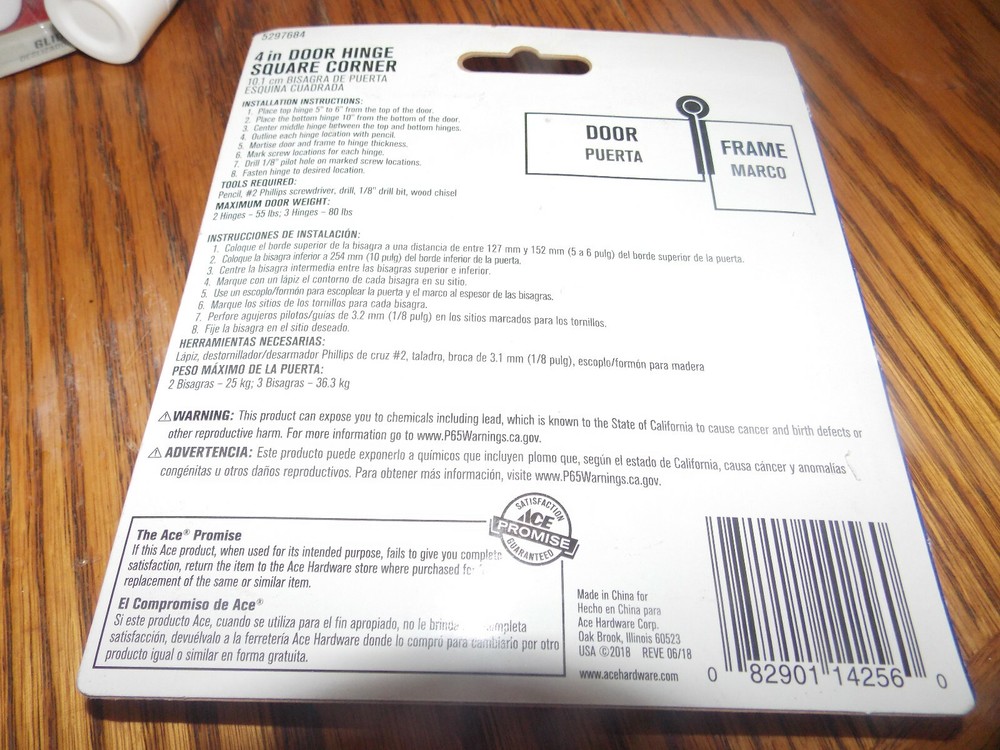 5297684
4 in DOOR HINGE
SQUARE CORNER
10.1 cm BISAGRA DE PUERTA
ESQUINA CUADRADA
INSTALLATION INSTRUCTIONS:
1. Place top hinge 5" to 6" from the top of the door.
2. Place the bottom hinge 10" from the bottom of the door.
3. Center middle hinge between the top and bottom hinges.
4. Outline each hinge location with pencil.
5. Mortise door and frame to hinge thickness.
6. Mark screw locations for each hinge.
7. Drill 1/8" pilot hole on marked screw locations.
8. Fasten hinge to desired location.
TOOLS REQUIRED:
Pencil, #2 Phillips screwdriver, drill, 1/8" drill bit, wood chisel
MAXIMUM DOOR WEIGHT:
2 Hinges – 55 lbs; 3 Hinges – 80 lbs
DOOR
PUERTA
FRAME
MARCO
INSTRUCCIONES DE INSTALACIÓN:
1. Coloque el borde superior de la bisagra a una distancia de entre 127 mm y 152 mm (5 a 6 pulg) del borde superior de la puerta.
2. Coloque la bisagra inferior a 254 mm (10 pulg) del borde inferior de la puerta.
3. Centre la bisagra intermedia entre las bisagras superior e inferior.
4. Marque con un lápiz el contorno de cada bisagra en su sitio.
5. Use un escoplo/formón para escoplear la puerta y el marco al espesor de las bisagras.
6. Marque los sitios de los tornillos para cada bisagra.
7. Perfore agujeros pilotos/guías de 3.2 mm (1/8 pulg) en los sitios marcados para los tornillos.
8. Fije la bisagra en el sitio deseado.
HERRAMIENTAS NECESARIAS:
Lápiz, destornillador/desarmador Phillips de cruz #2, taladro, broca de 3.1 mm (1/8 pulg), escoplo/formón para madera
PESO MÁXIMO DE LA PUERTA:
2 Bisagras – 25 kg; 3 Bisagras – 36.3 kg
⚠ WARNING: This product can expose you to chemicals including lead, which is known to the State of California to cause cancer and birth defects or
other reproductive harm. For more information go to www.P65Warnings.ca.gov.
⚠ ADVERTENCIA: Este producto puede exponerlo a químicos que incluyen plomo que, según el estado de California, causa cáncer y anomalías
congénitas u otros daños reproductivos. Para obtener más información, visite www.P65Warnings.ca.gov.
SATISFACTION
ACE
PROMISE
GUARANTEED
The Ace® Promise
If this Ace product, when used for its intended purpose, fails to give you complete
satisfaction, return the item to the Ace Hardware store where purchased
replacement of the same or similar item.
El Compromiso de Ace®
Si este producto Ace, cuando se utiliza para el fin apropiado, no le
satisfacción, devuélvalo a la ferretería Ace Hardware donde lo compró para cambiarlo por otro
producto igual o similar en forma gratuita.
Made in China for
Hecho en China para
Ace Hardware Corp.
Oak Brook, Illinois 60523
USA ©2018 REVE 06/18
www.acehardware.com
0 82901 14256 0